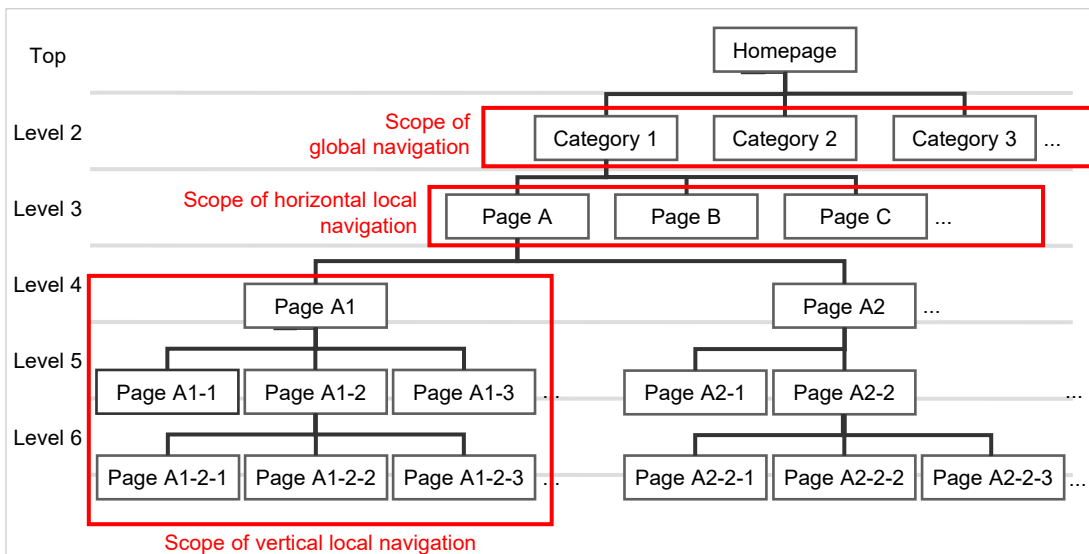 Top
Homepage
Level 2
Scope of
global navigation
Category 1
Category 2
Category 3
...
Level 3
Scope of horizontal local
navigation
Page A
Page B
Page C
...
Level 4
Page A1
Page A2
...
Level 5
Page A1-1
Page A1-2
Page A1-3
...
Page A2-1
Page A2-2
...
Level 6
Page A1-2-1
Page A1-2-2
Page A1-2-3
...
Page A2-2-1
Page A2-2-2
Page A2-2-3
...
Scope of vertical local navigation